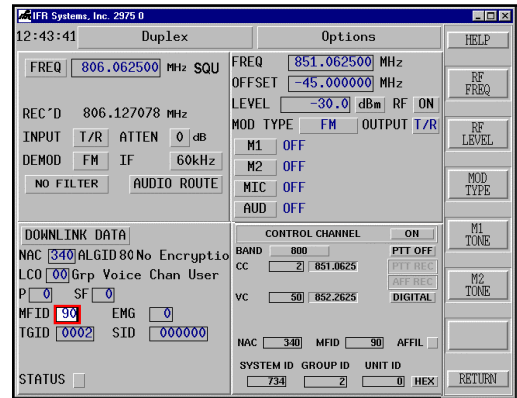 IFR Systems, Inc. 2975 0
12:43:41 Duplex Options
FREQ 806.062500 MHz SQU
REC'D 806.127078 MHz
INPUT T/R ATTEN 0 dB
DEMOD FM IF 60kHz
NO FILTER AUDIO ROUTE
FREQ 851.062500 MHz
OFFSET -45.000000 MHz
LEVEL -30.0 dBm RF ON
MOD TYPE FM OUTPUT T/R
M1 OFF
M2 OFF
MIC OFF
AUD OFF
DOWNLINK DATA
NAC 340 ALGID 80 No Encryptio
LCO 00 Grp Voice Chan User
P 0 SF 0
MFID 90 EMG 0
TGID 0002 SID 000000
STATUS
CONTROL CHANNEL ON
BAND 800 PTT OFF
CC 2 851.0625 PTT REC
AFF REC
VC 50 852.2625 DIGITAL
NAC 340 MFID 90 AFFIL
SYSTEM ID GROUP ID UNIT ID
734 2 0 HEX
HELP
RF
FREQ
RF
LEVEL
MOD
TYPE
M1
TONE
M2
TONE
RETURN